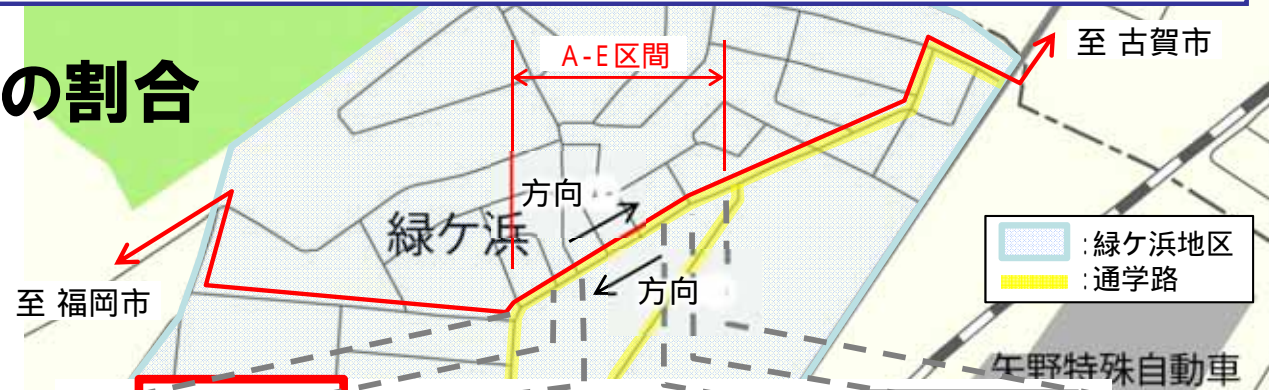 の割合
A-E区間
至 古賀市
方向
緑ケ浜
方向
至 福岡市
:緑ケ浜地区
:通学路
矢野特殊自動車